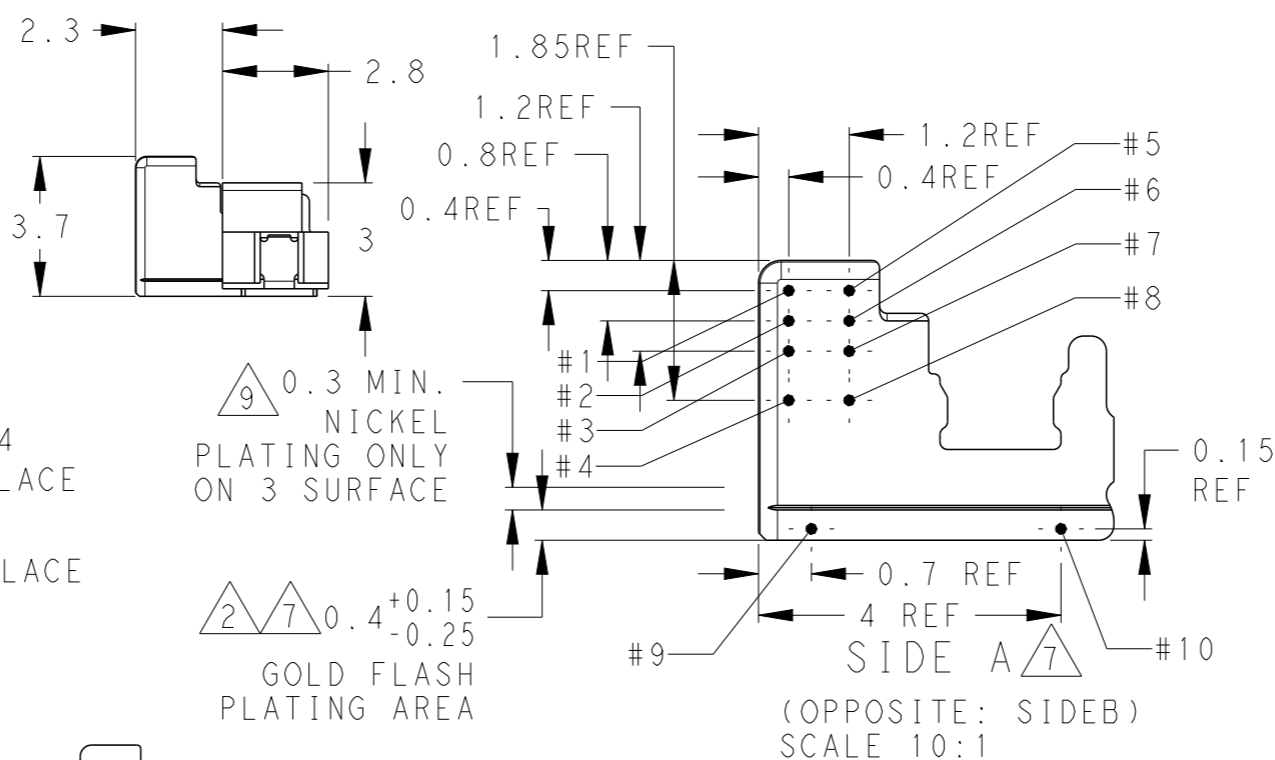 2.3
2.8
3.7
3
1.85REF
1.2REF
0.8REF
0.4REF
1.2REF
0.4REF
#5
#6
#7
#8
#1
#2
#3
#4
9 0.3 MIN.
NICKEL
PLATING ONLY
ON 3 SURFACE
4
LACE
LACE
2 7 0.4 +0.15
-0.25
GOLD FLASH
PLATING AREA
0.15
REF
0.7 REF
4 REF
#9
#10
SIDE A 7
(OPPOSITE: SIDEB)
SCALE 10:1